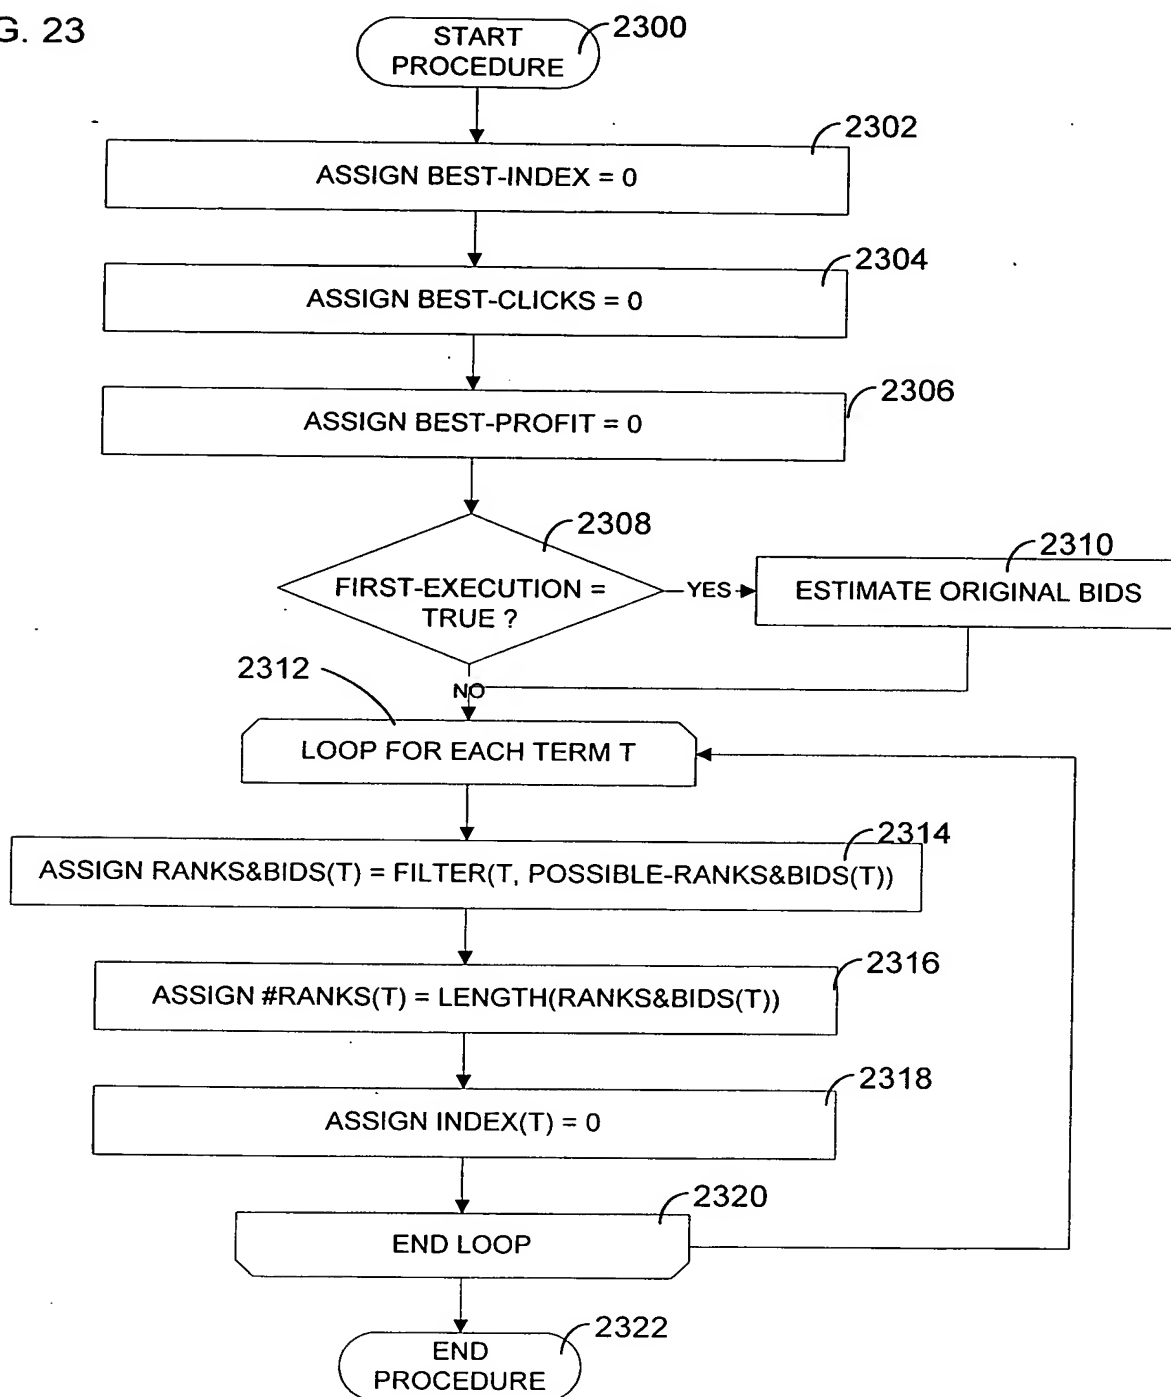 G. 23
START
PROCEDURE
2300
2302
ASSIGN BEST-INDEX = 0
2304
ASSIGN BEST-CLICKS = 0
2306
ASSIGN BEST-PROFIT = 0
2308
FIRST-EXECUTION =
TRUE ?
YES
2310
ESTIMATE ORIGINAL BIDS
2312
NO
LOOP FOR EACH TERM T
2314
ASSIGN RANKS&BIDS(T) = FILTER(T, POSSIBLE-RANKS&BIDS(T))
2316
ASSIGN #RANKS(T) = LENGTH(RANKS&BIDS(T))
2318
ASSIGN INDEX(T) = 0
2320
END LOOP
2322
END
PROCEDURE